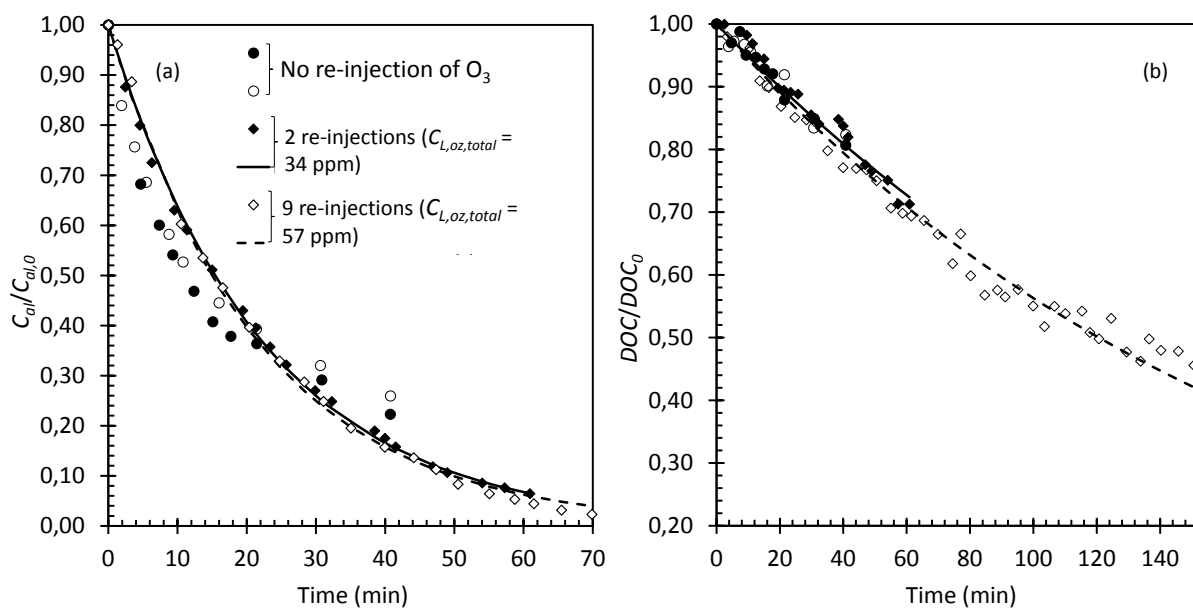 1,00
0,90
0,80
0,70
0,60
0,50
0,40
0,30
0,20
0,10
0,00
C_al/C_al,0
0 10 20 30 40 50 60 70
Time (min)
(a)
No re-injection of O3
2 re-injections (C_L,oz,total =
34 ppm)
9 re-injections (C_L,oz,total =
57 ppm)
1,00
0,90
0,80
0,70
0,60
0,50
0,40
0,30
0,20
DOC/DOC0
0 20 40 60 80 100 120 140
Time (min)
(b)